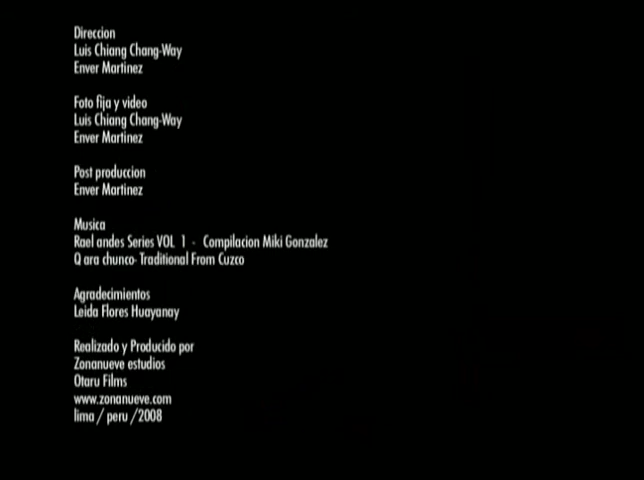 Direccion
Luis Chiang Chang-Way
Enver Martinez
Foto fija y video
Luis Chiang Chang-Way
Enver Martinez
Post produccion
Enver Martinez
Musica
Rael andes Series VOL 1 - Compilacion Miki Gonzalez
Q ara chunco- Traditional From Cuzco
Agradecimientos
Leida Flores Huayanay
Realizado y Producido por
Zonanueve estudios
Otaru Films
www.zonanueve.com
lima / peru /2008